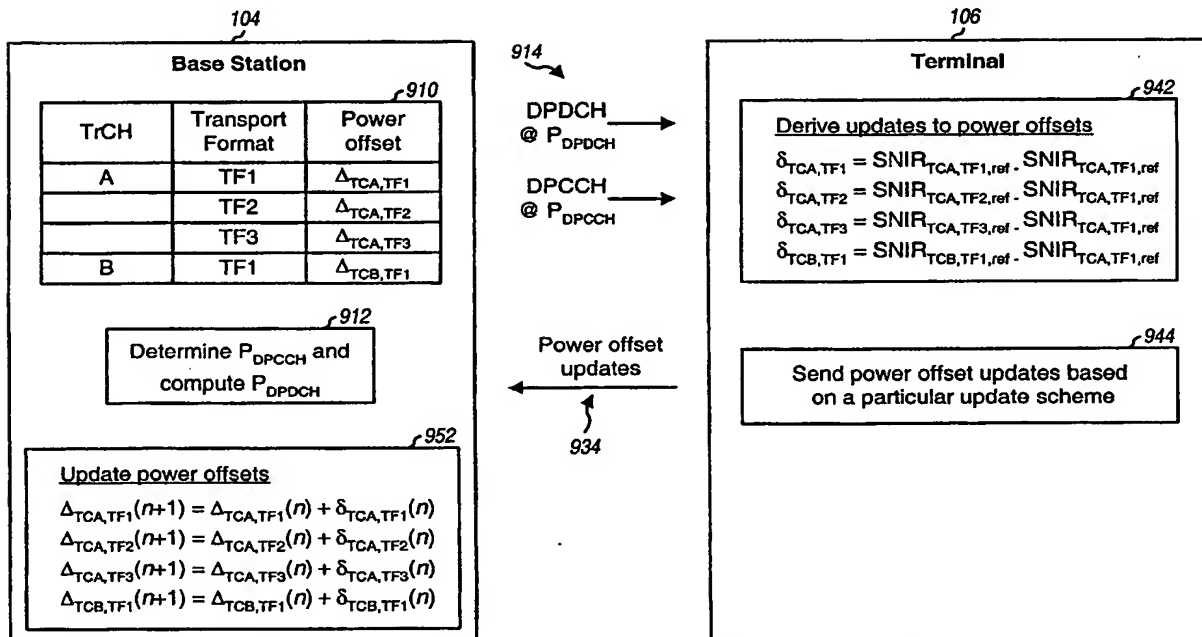 104
Base Station
910
TrCH Transport Format Power offset
A TF1 Δ_TCA,TF1
TF2 Δ_TCA,TF2
TF3 Δ_TCA,TF3
B TF1 Δ_TCB,TF1
912
Determine P_DPCCH and
compute P_DPDCH
952
Update power offsets
Δ_TCA,TF1(n+1) = Δ_TCA,TF1(n) + δ_TCA,TF1(n)
Δ_TCA,TF2(n+1) = Δ_TCA,TF2(n) + δ_TCA,TF2(n)
Δ_TCA,TF3(n+1) = Δ_TCA,TF3(n) + δ_TCA,TF3(n)
Δ_TCB,TF1(n+1) = Δ_TCB,TF1(n) + δ_TCB,TF1(n)
914
DPDCH
@ P_DPDCH
DPCCH
@ P_DPCCH
Power offset
updates
934
106
Terminal
942
Derive updates to power offsets
δ_TCA,TF1 = SNIR_TCA,TF1,ref - SNIR_TCA,TF1,ref
δ_TCA,TF2 = SNIR_TCA,TF2,ref - SNIR_TCA,TF1,ref
δ_TCA,TF3 = SNIR_TCA,TF3,ref - SNIR_TCA,TF1,ref
δ_TCB,TF1 = SNIR_TCB,TF1,ref - SNIR_TCA,TF1,ref
944
Send power offset updates based
on a particular update scheme